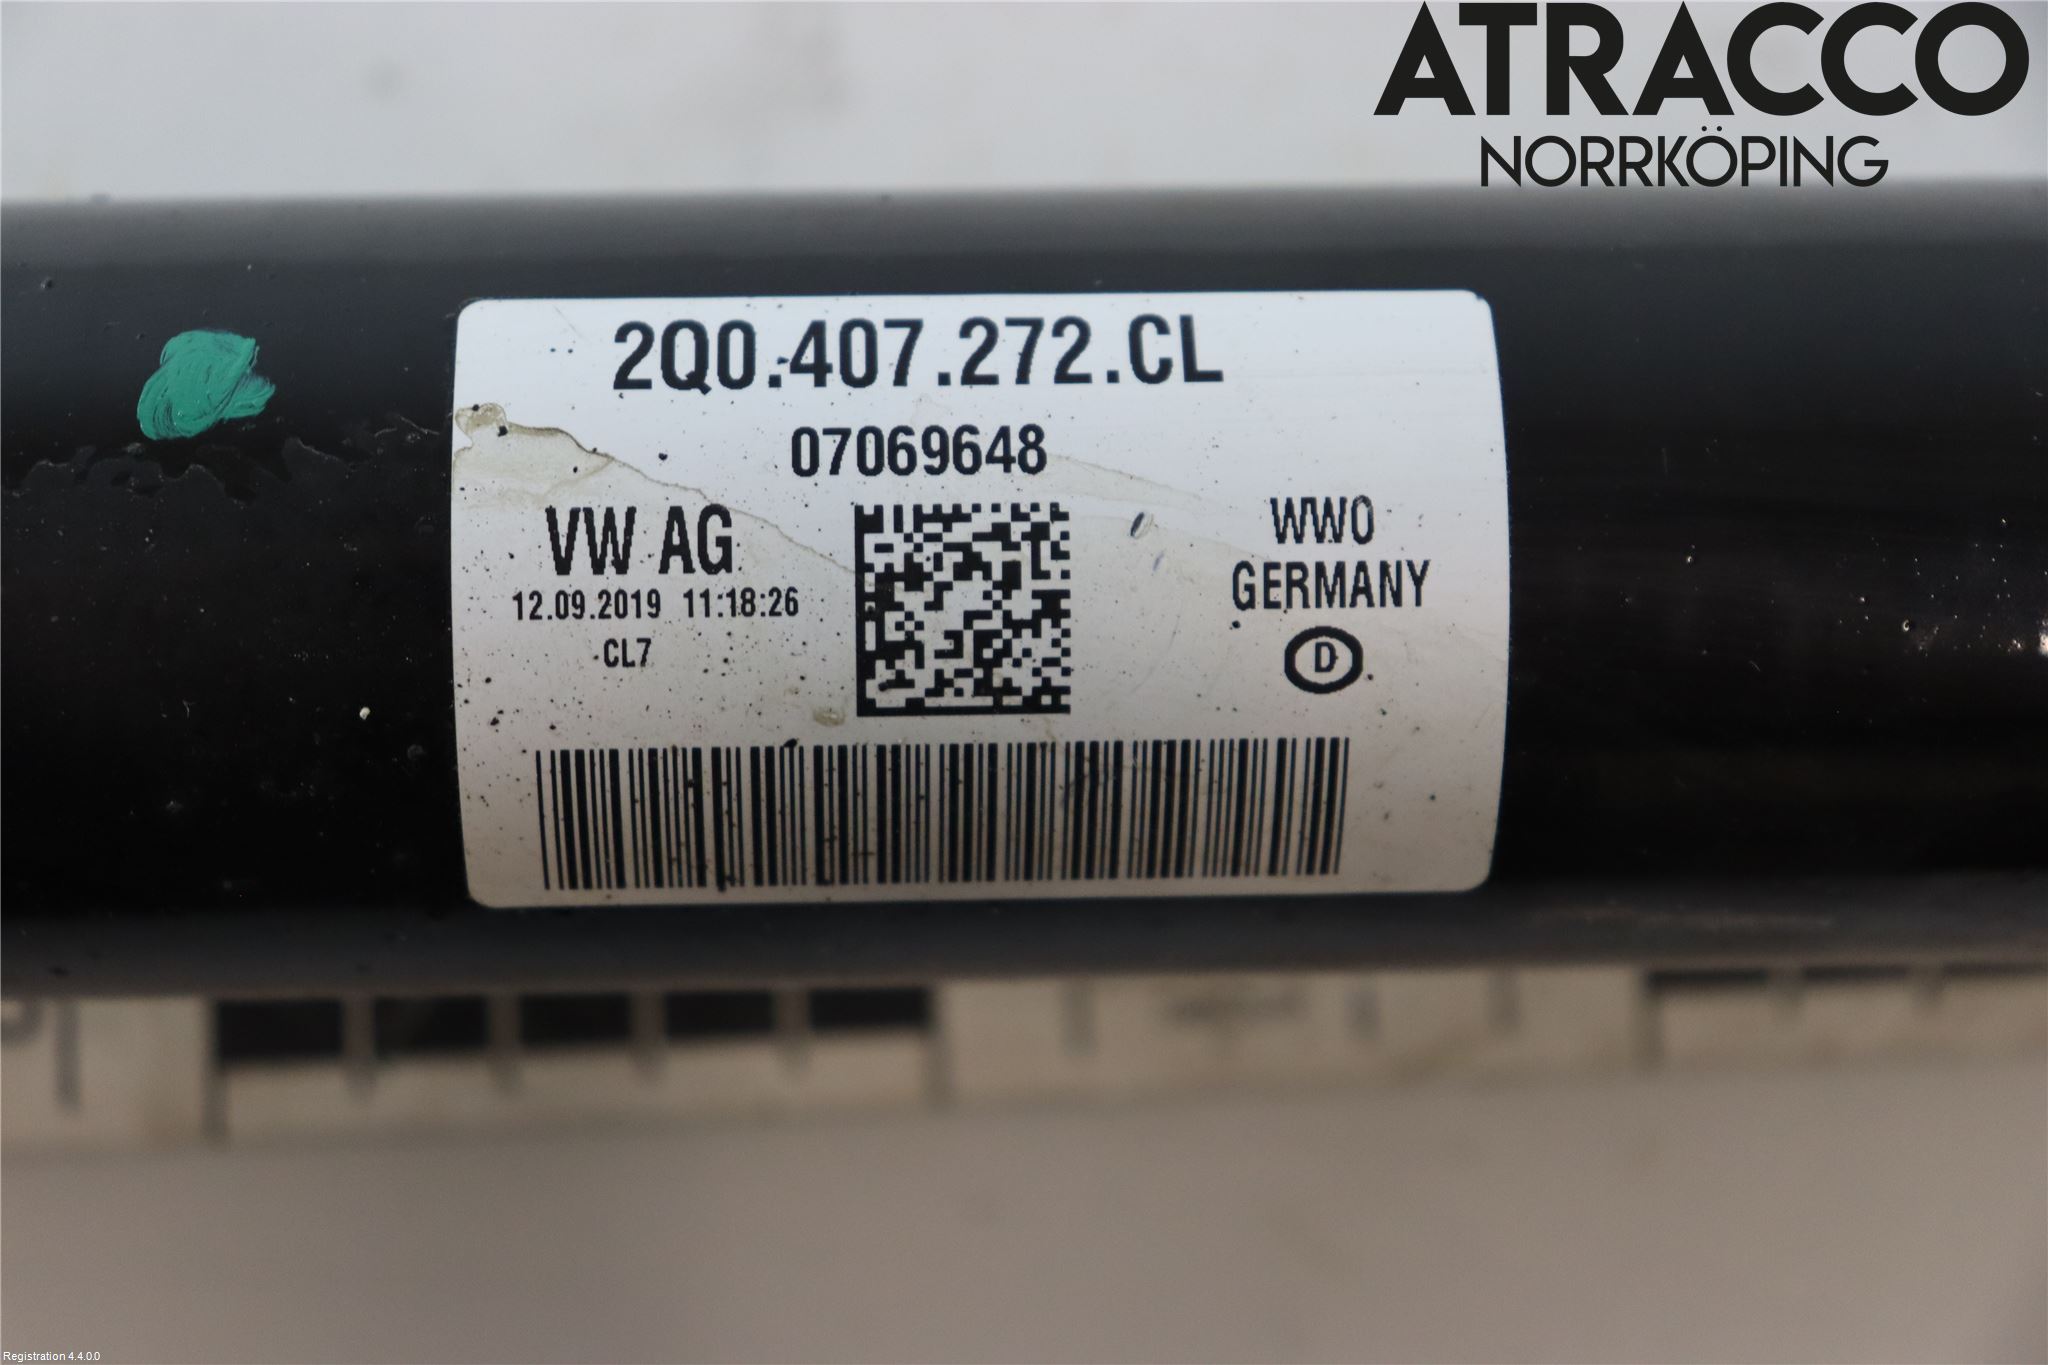 ATRACCO
NORRKÖPING
2Q0.407.272.CL
07069648
VW AG
12.09.2019 11:18:26
CL7
WWO
GERMANY
D
Registration 4.4.0.0